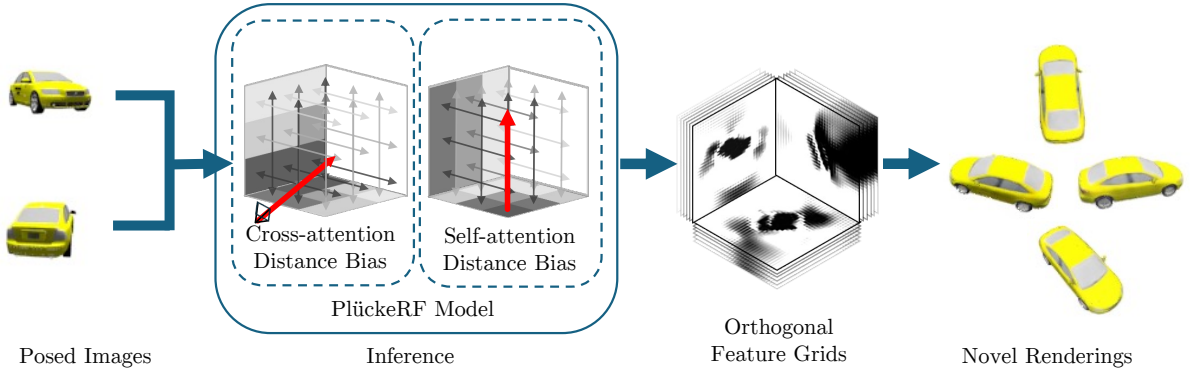 Cross-attention
Distance Bias
Self-attention
Distance Bias
PlückeRF Model
Orthogonal
Feature Grids
Posed Images
Inference
Novel Renderings